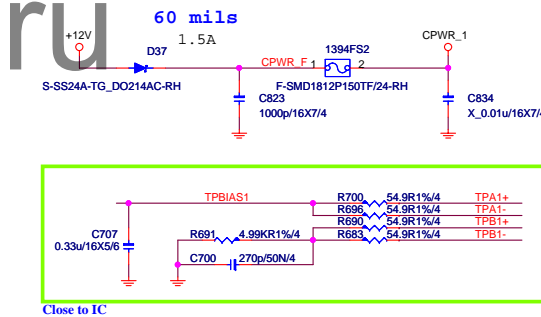 ru
60 mils
1.5A
+12V
D37
1394FS2
CPWR_1
CPWR_F 1 2
S-SS24A-TG_DO214AC-RH
F-SMD1812P150TF/24-RH
C823
1000p/16X7/4
C834
X_0.01u/16X7/
TPBIAS1
R700 54.9R1%/4 TPA1+
R696 54.9R1%/4 TPA1-
R690 54.9R1%/4 TPB1+
R683 54.9R1%/4 TPB1-
C707
0.33u/16X5/6
R691 4.99KR1%/4
C700 270p/50N/4
Close to IC